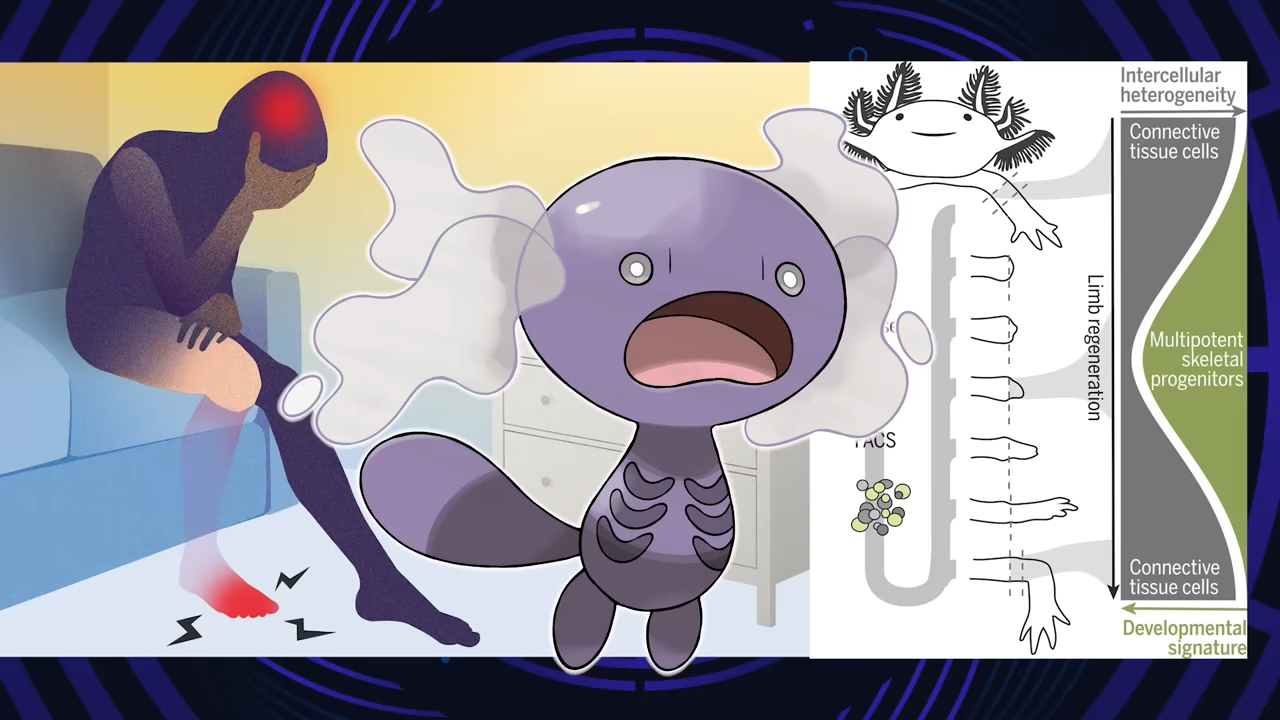 Intercellular
heterogeneity
Connective
tissue cells
Limb regeneration
Multipotent
skeletal
progenitors
Connective
tissue cells
Developmental
signature